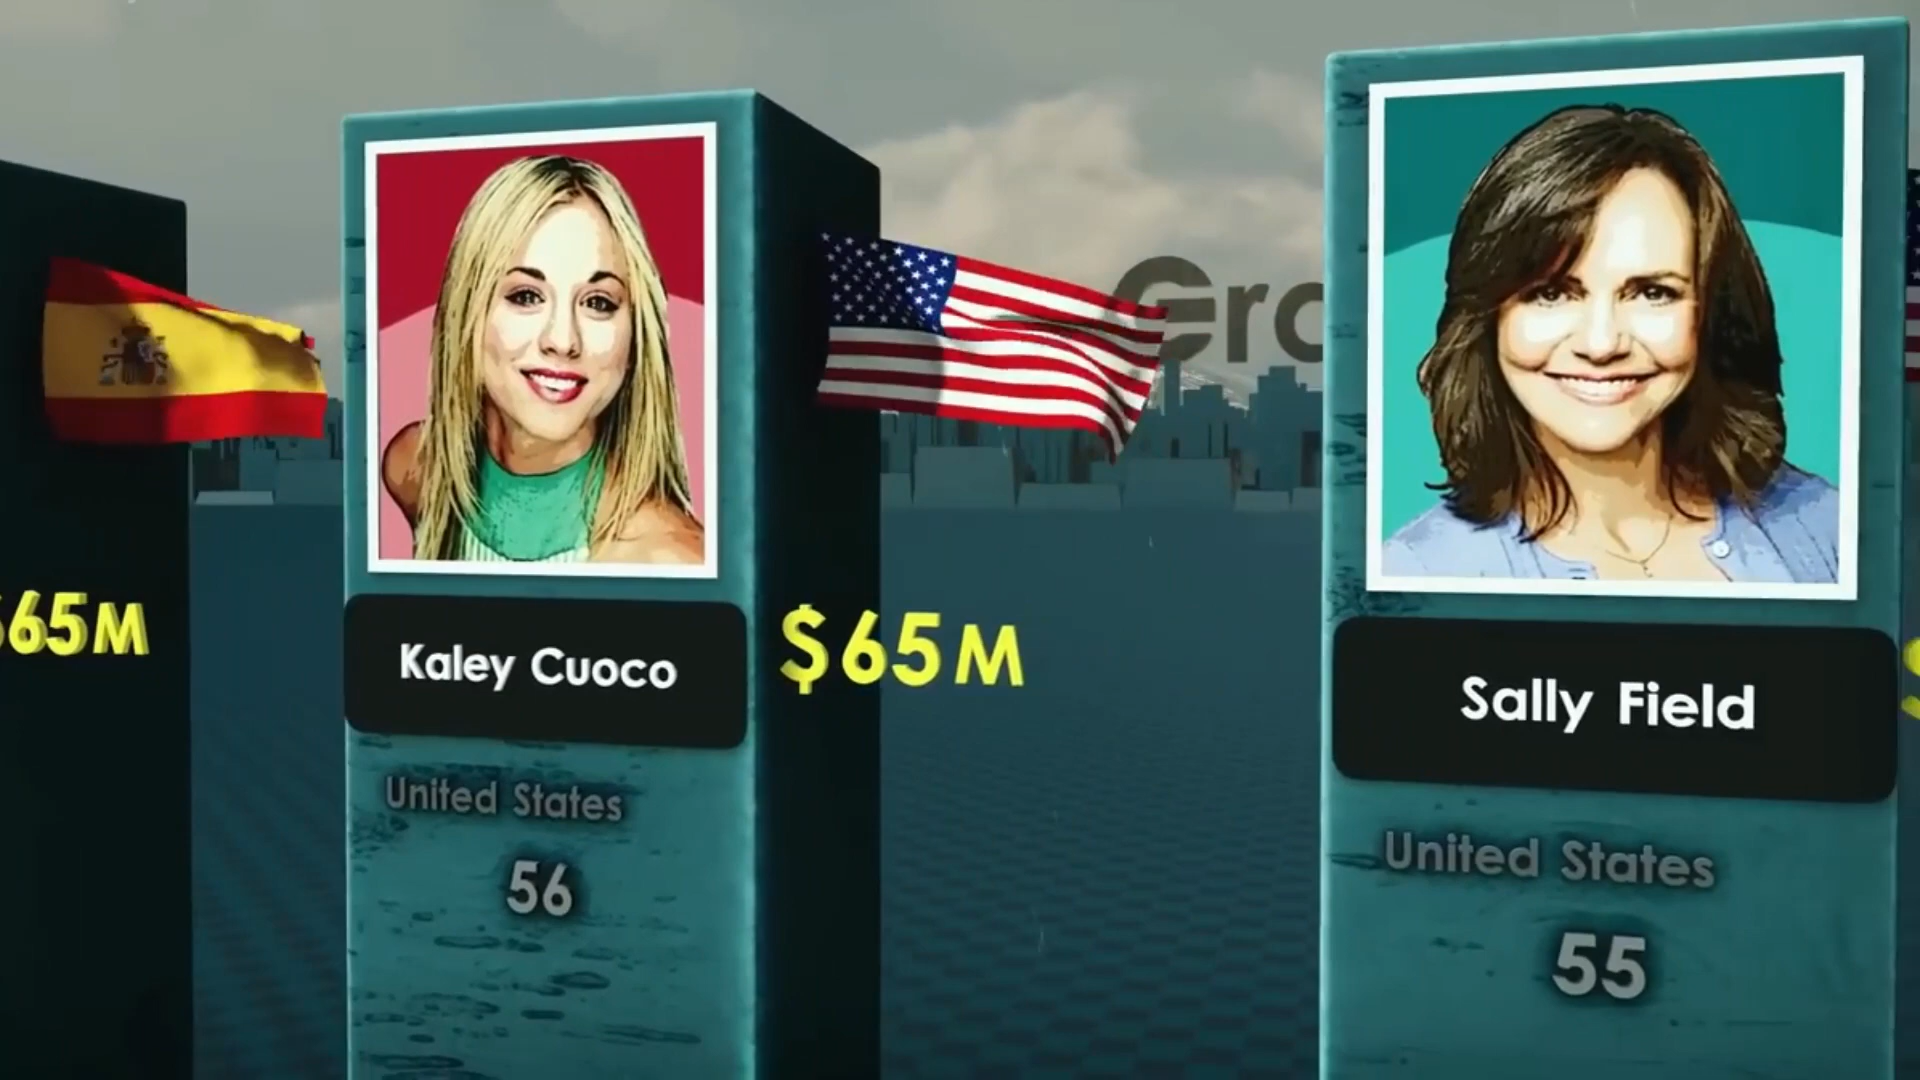 $65M
Kaley Cuoco
United States
56
$65M
Sally Field
United States
55
$